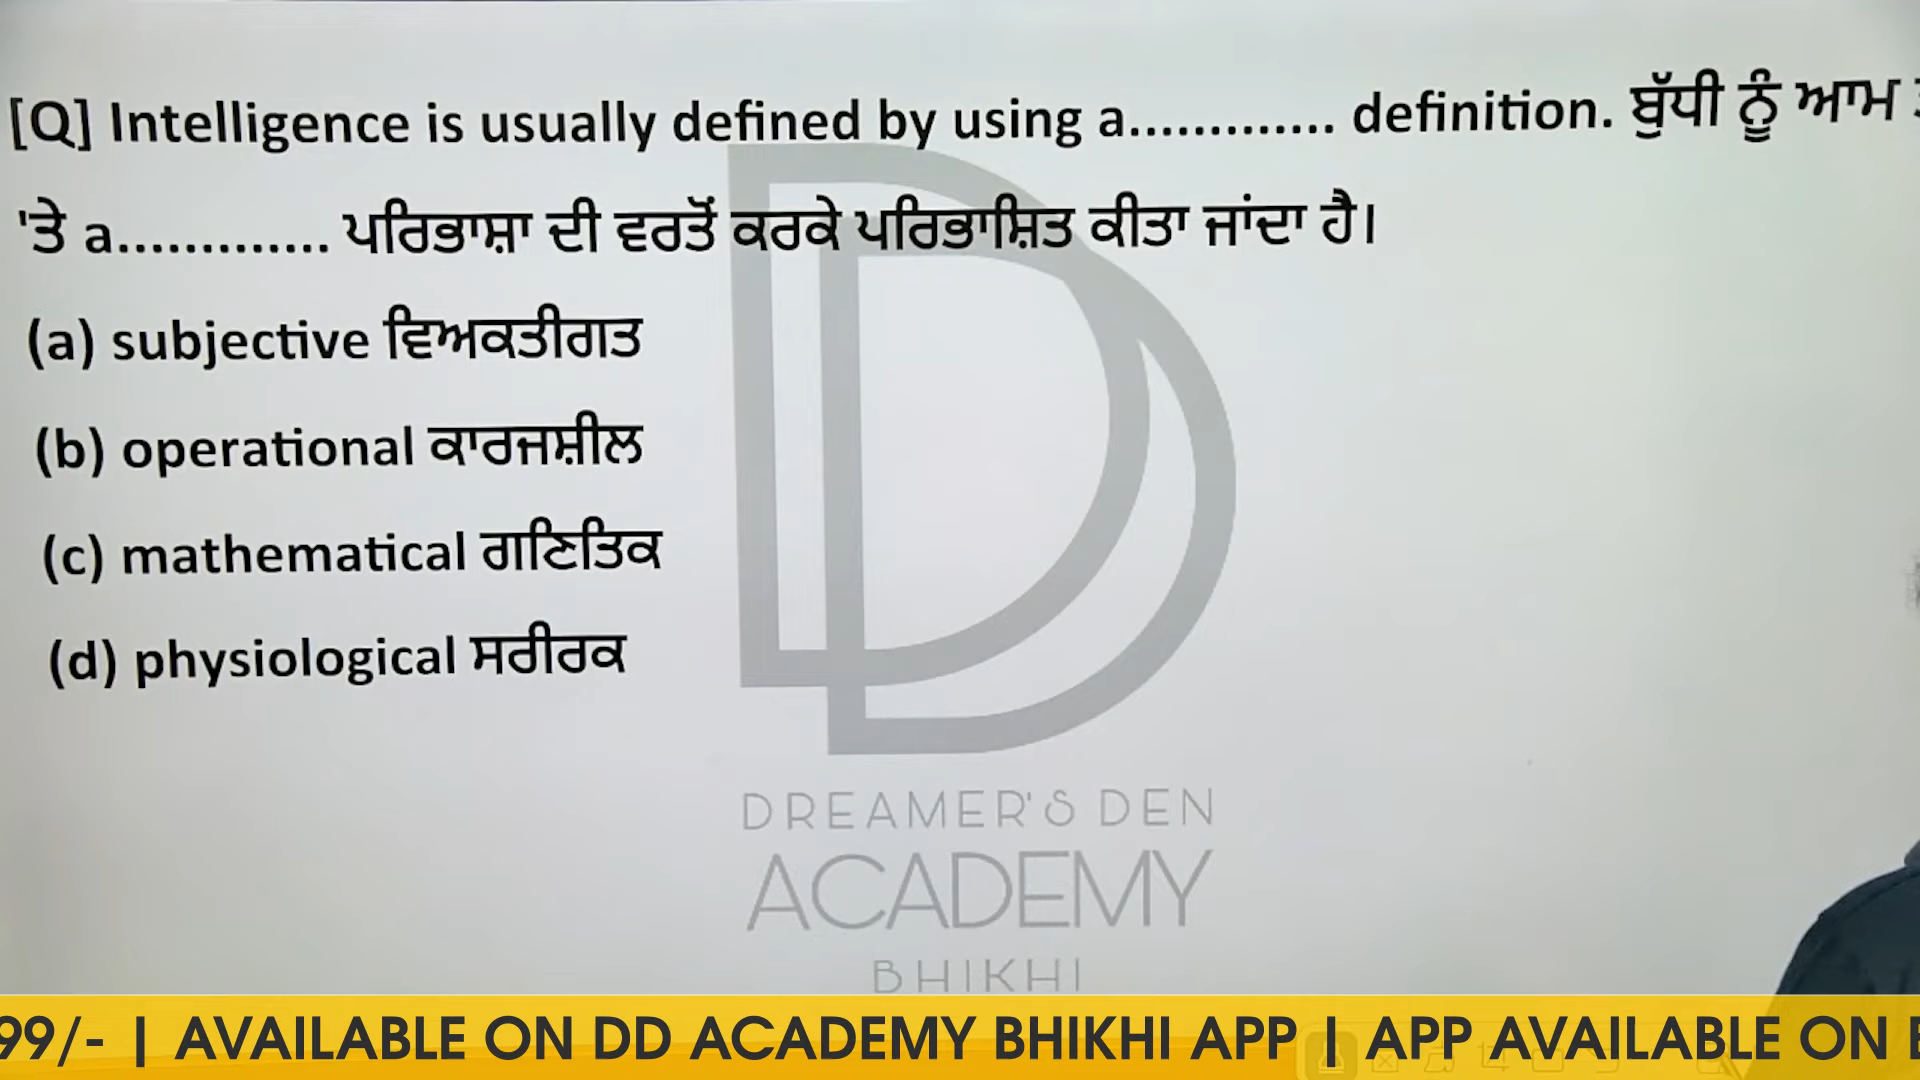 [Q] Intelligence is usually defined by using a............. definition. ਬੁੱਧੀ ਨੂੰ ਆਮ
'ਤੇ a............. ਪਰਿਭਾਸ਼ਾ ਦੀ ਵਰਤੋਂ ਕਰਕੇ ਪਰਿਭਾਸ਼ਿਤ ਕੀਤਾ ਜਾਂਦਾ ਹੈ।
(a) subjective ਵਿਅਕਤੀਗਤ
(b) operational ਕਾਰਜਸ਼ੀਲ
(c) mathematical ਗਣਿਤਿਕ
(d) physiological ਸਰੀਰਕ
DREAMER'S DEN
ACADEMY
BHIKHI
99/- | AVAILABLE ON DD ACADEMY BHIKHI APP | APP AVAILABLE ON